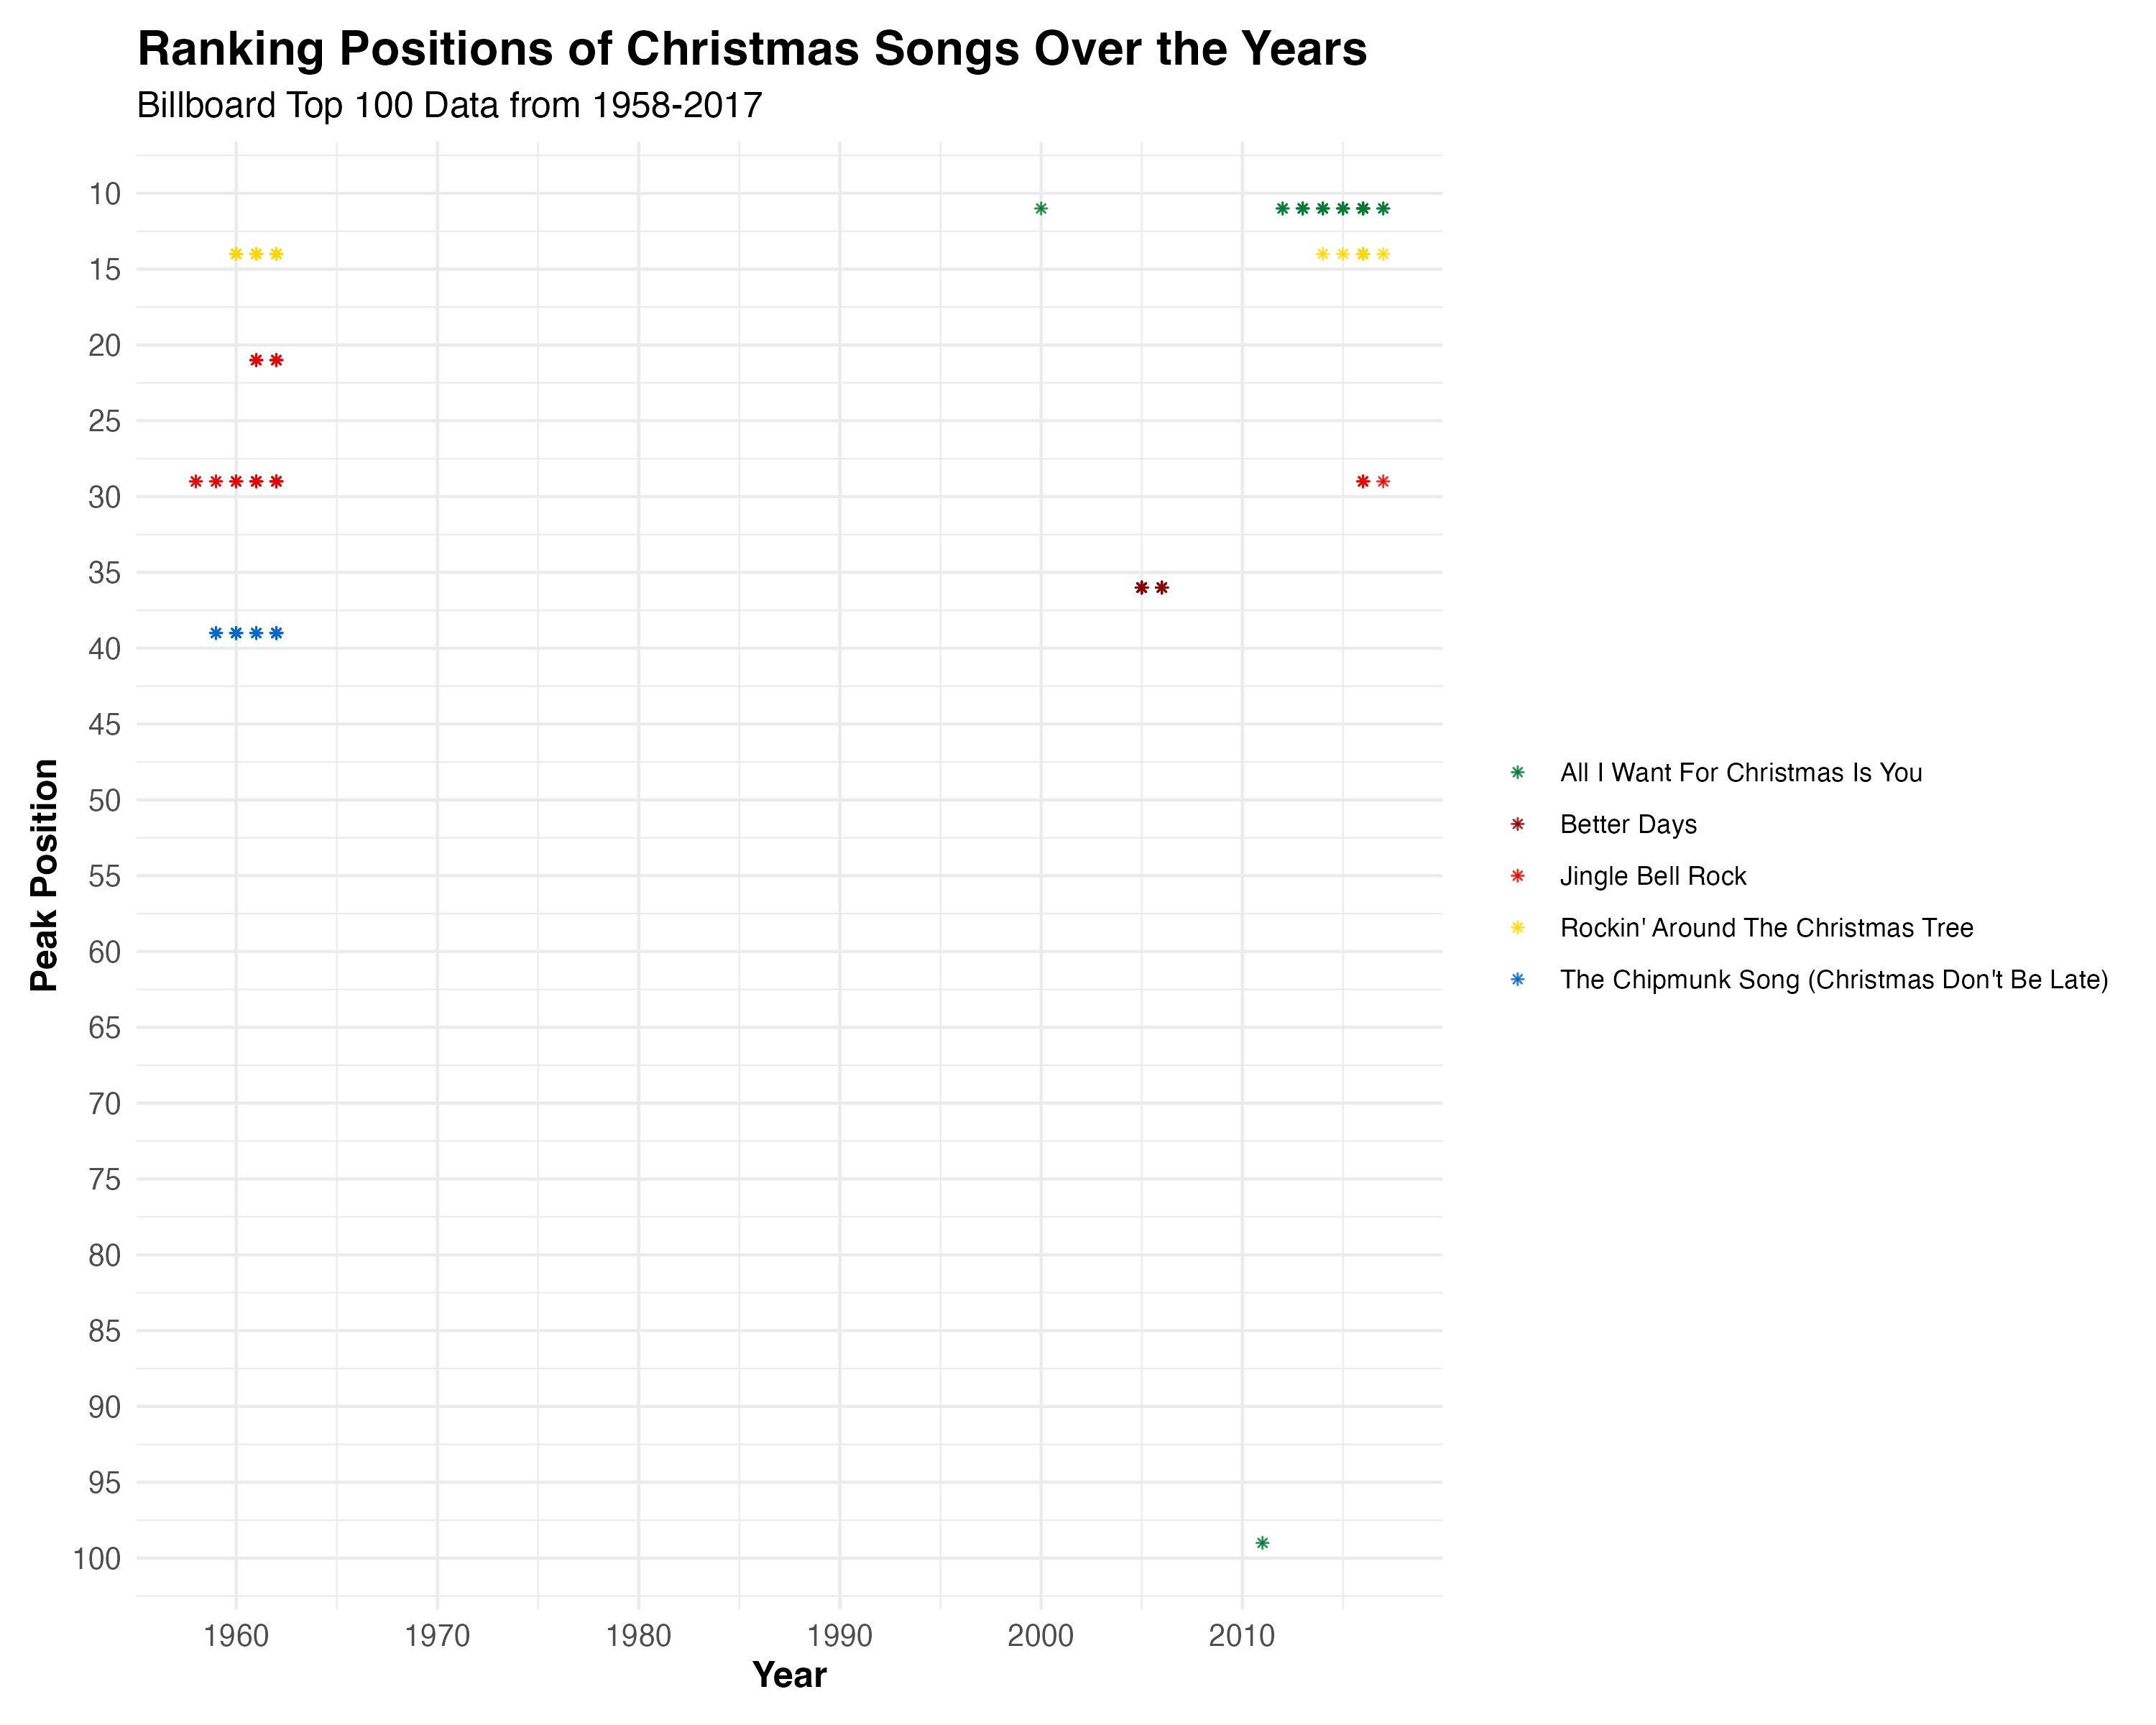 Ranking Positions of Christmas Songs Over the Years
Billboard Top 100 Data from 1958-2017
Peak Position
10
15
20
25
30
35
40
45
50
55
60
65
70
75
80
85
90
95
100
1960 1970 1980 1990 2000 2010
Year
All I Want For Christmas Is You
Better Days
Jingle Bell Rock
Rockin' Around The Christmas Tree
The Chipmunk Song (Christmas Don't Be Late)